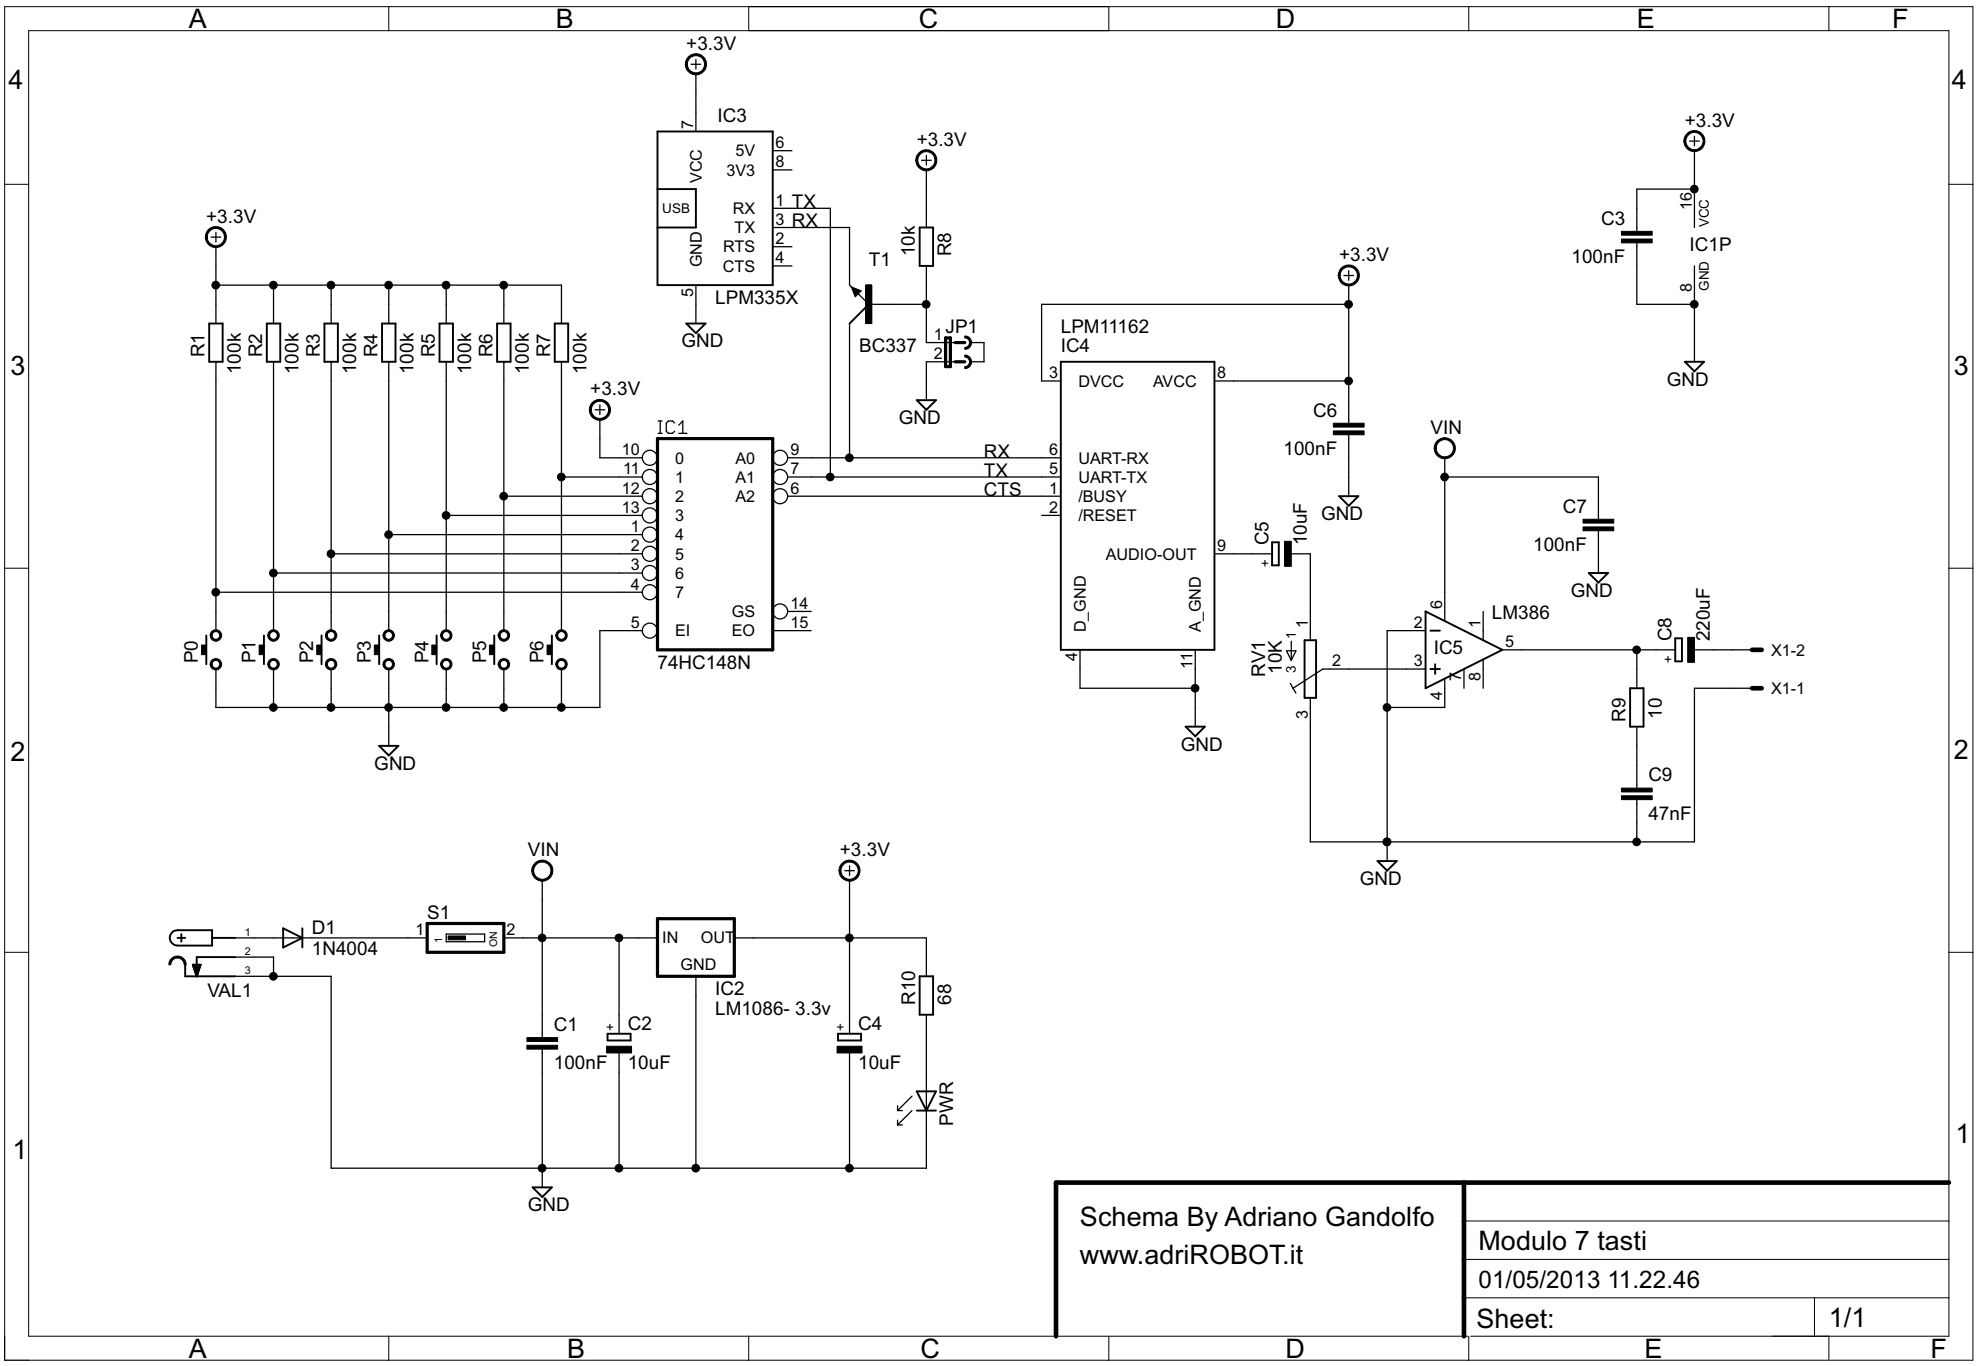 A B C D E F
4 4
3 3
2 2
1 1
A B C D E F
+3.3V
IC3
7
VCC
5V 6
3V3 8
USB
RX 1 TX
TX 3 RX
RTS 2
CTS 4
GND
5
LPM335X
GND
+3.3V
10k
R8
T1
BC337
JP1
1
2
GND
+3.3V
R1 100k
R2 100k
R3 100k
R4 100k
R5 100k
R6 100k
R7 100k
+3.3V
IC1
10 0 A0 9
11 1 A1 7
12 2 A2 6
13 3
1 4
2 5
3 6
4 7
GS 14
5 EI EO 15
74HC148N
P0 P1 P2 P3 P4 P5 P6
GND
RX
TX
CTS
LPM11162
IC4
3 DVCC AVCC 8
6 UART-RX
5 UART-TX
1 /BUSY
2 /RESET
AUDIO-OUT 9
D_GND A_GND
4 11
GND
+3.3V
C6
100nF
GND
C5 10uF
+
1
RV1
10K
3 1
2
3
VIN
C7
100nF
GND
6
LM386
2 1
IC5 5
3
4 7 8
GND
C8 220uF
+
X1-2
X1-1
R9 10
C9
47nF
+3.3V
C3
100nF
16 VCC
IC1P
8 GND
GND
VIN
+3.3V
1
2
3
VAL1
D1
1N4004
S1
1 1 ON 2
IN OUT
GND
IC2
LM1086- 3.3v
C1
100nF
+ C2
10uF
+ C4
10uF
R10 68
PWR
GND
Schema By Adriano Gandolfo
www.adriROBOT.it
Modulo 7 tasti
01/05/2013 11.22.46
Sheet: 1/1